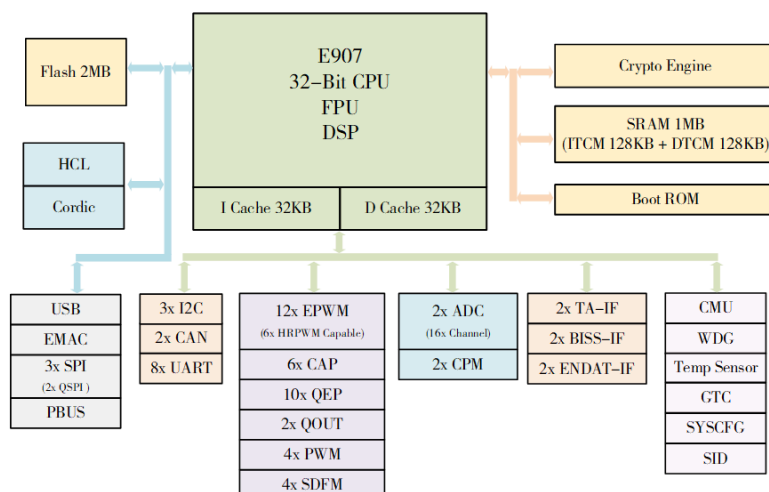 Flash 2MB
HCL
Cordic
E907
32-Bit CPU
FPU
DSP
I Cache 32KB
D Cache 32KB
Crypto Engine
SRAM 1MB
(ITCM 128KB + DTCM 128KB)
Boot ROM
USB
EMAC
3x SPI
(2x QSPI )
PBUS
3x I2C
2x CAN
8x UART
12x EPWM
(6x HRPWM Capable)
6x CAP
10x QEP
2x QOUT
4x PWM
4x SDFM
2x ADC
(16x Channel)
2x CPM
2x TA-IF
2x BISS-IF
2x ENDAT-IF
CMU
WDG
Temp Sensor
GTC
SYSCFG
SID